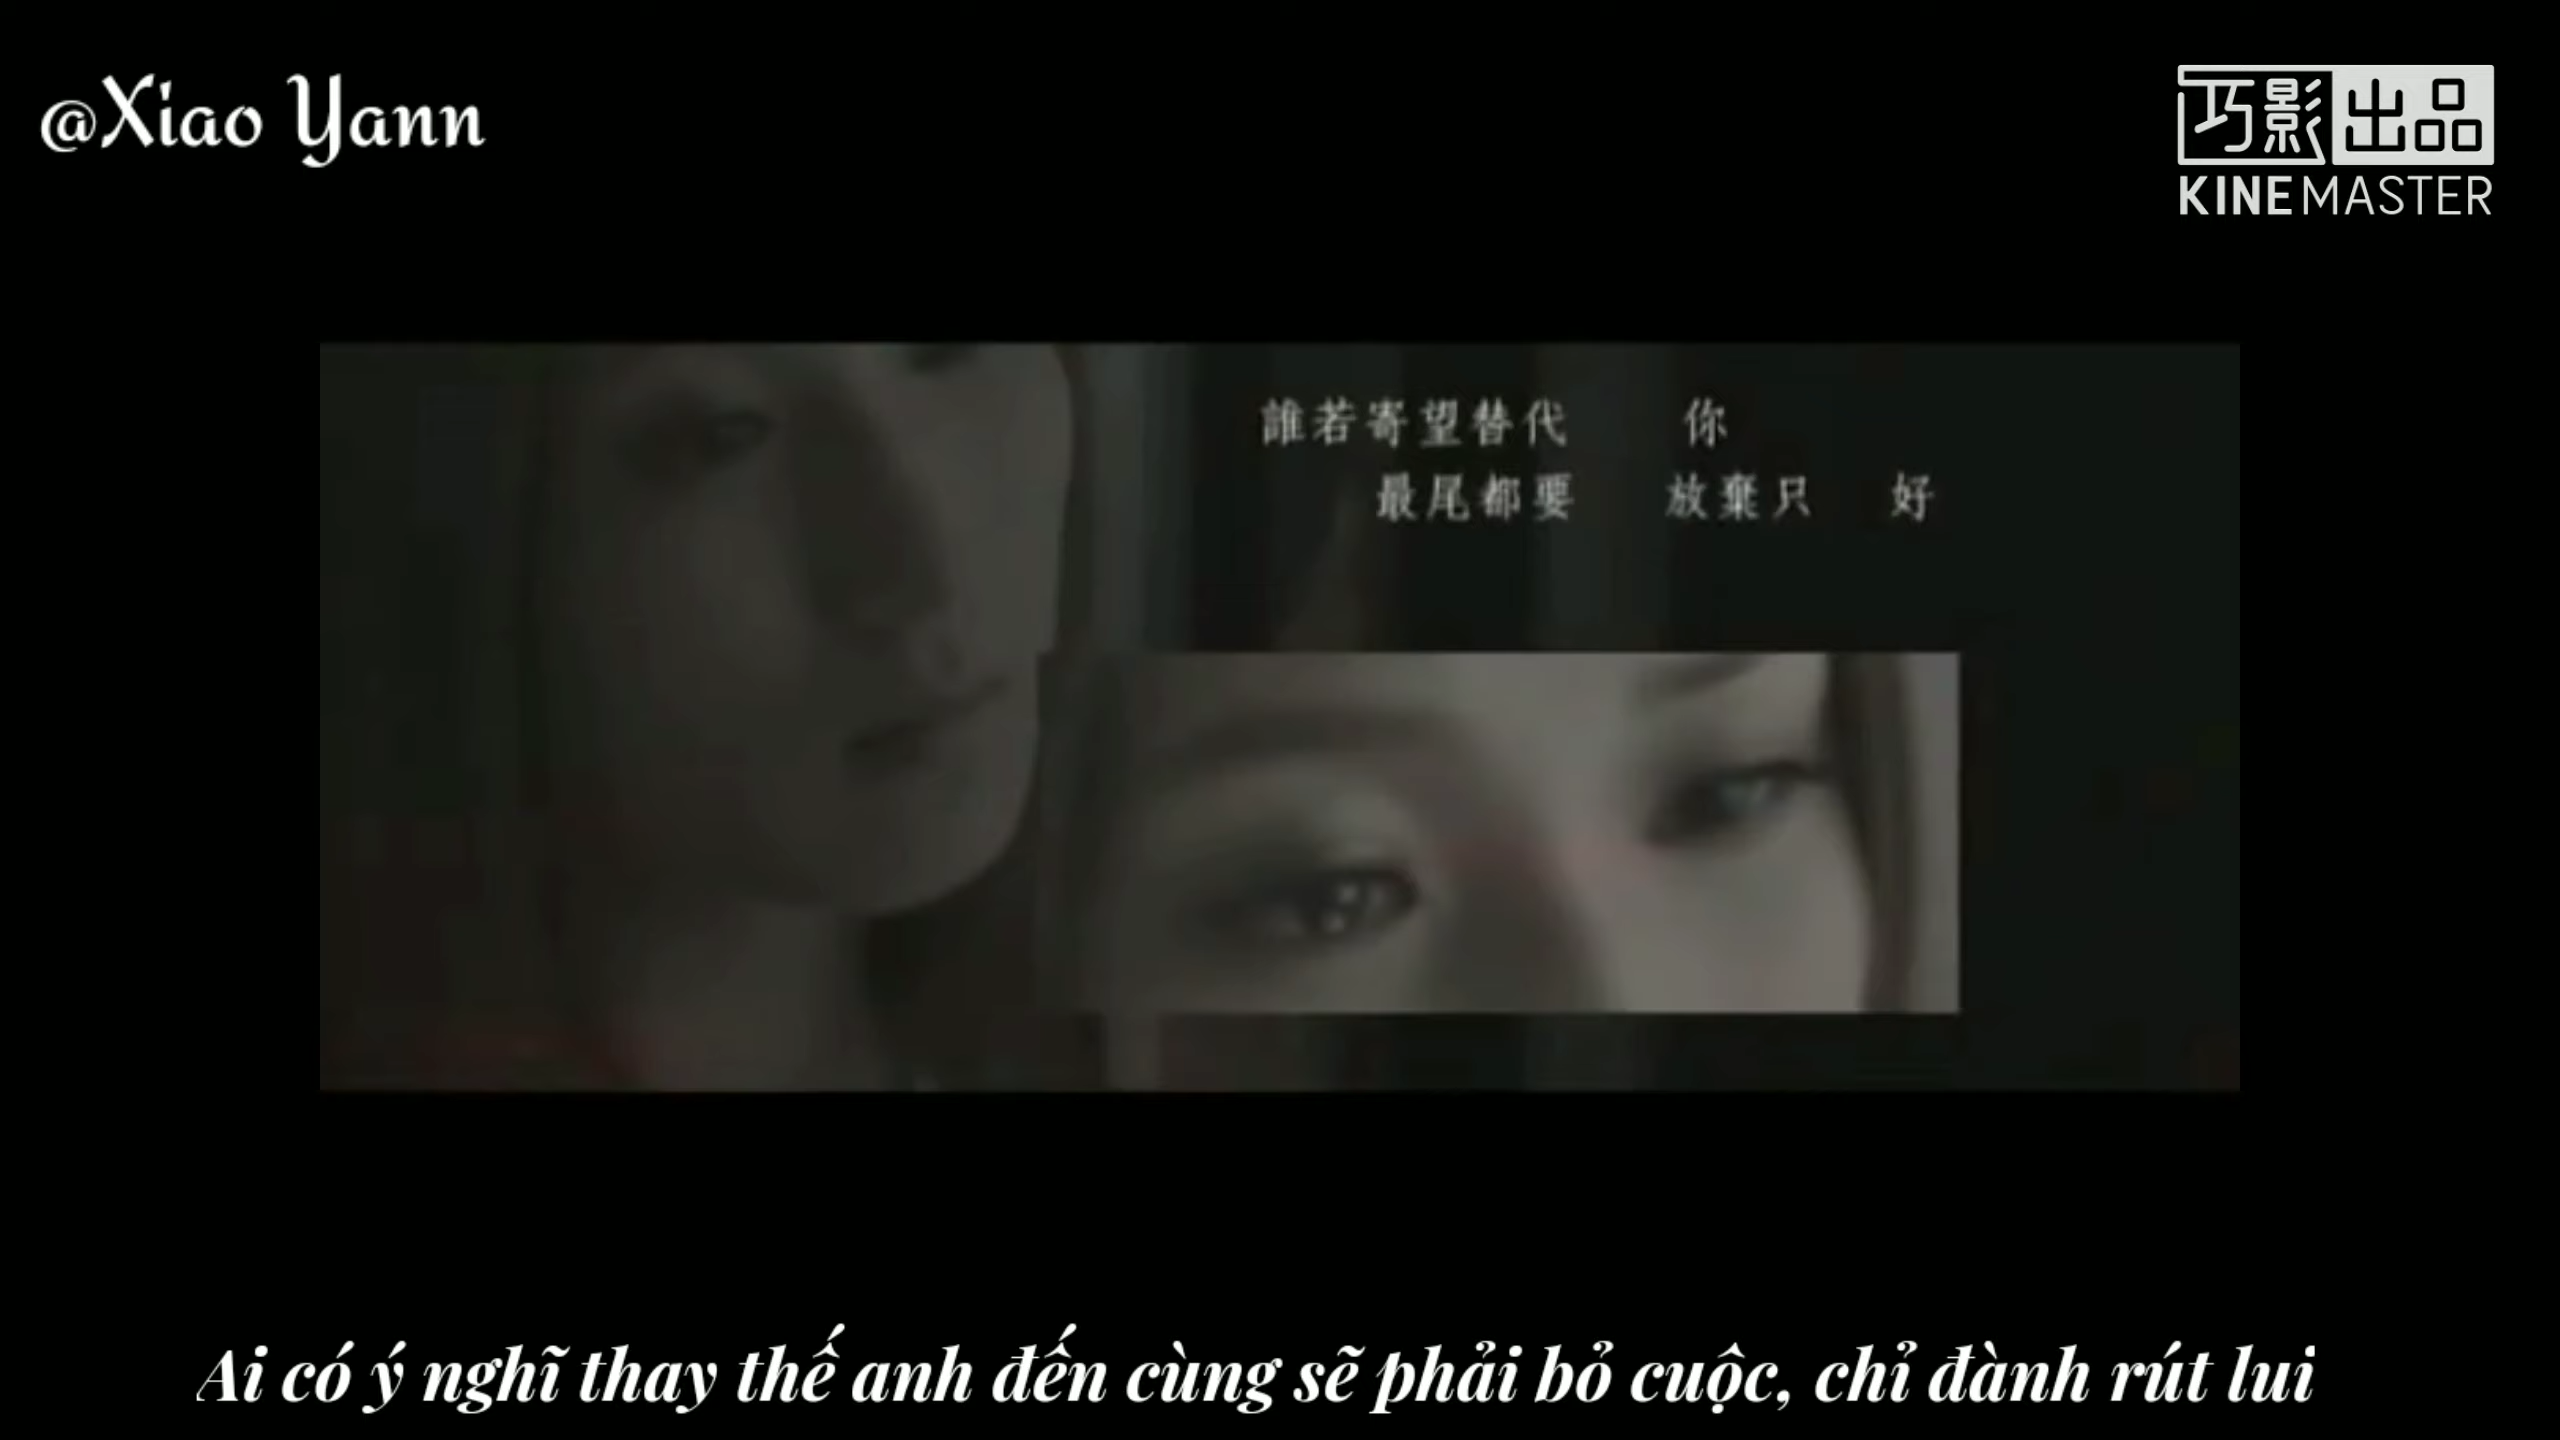 @Xiao Yann
巧影出品
KINEMASTER
誰若寄望替代 你
最尾都要 放棄只 好
Ai có ý nghĩ thay thế anh đến cùng sẽ phải bỏ cuộc, chỉ đành rút lui